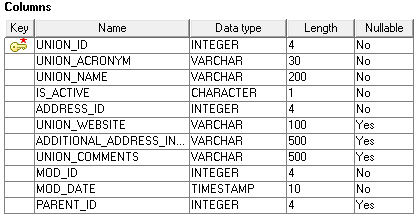 Columns
Key Name Data type Length Nullable
UNION_ID INTEGER 4 No
UNION_ACRONYM VARCHAR 30 No
UNION_NAME VARCHAR 200 No
IS_ACTIVE CHARACTER 1 No
ADDRESS_ID INTEGER 4 No
UNION_WEBSITE VARCHAR 100 Yes
ADDITIONAL_ADDRESS_IN... VARCHAR 500 Yes
UNION_COMMENTS VARCHAR 500 Yes
MOD_ID INTEGER 4 No
MOD_DATE TIMESTAMP 10 No
PARENT_ID INTEGER 4 Yes